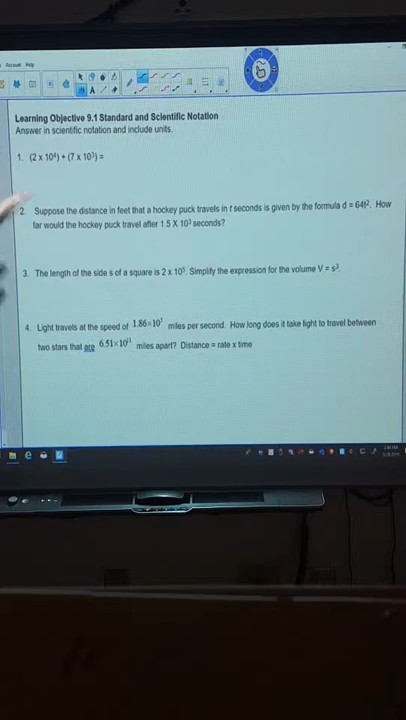 Account Help
Learning Objective 9.1 Standard and Scientific Notation
Answer in scientific notation and include units.
1. (2 x 10⁴) + (7 x 10³) =
2. Suppose the distance in feet that a hockey puck travels in t seconds is given by the formula d = 64t². How
far would the hockey puck travel after 1.5 X 10³ seconds?
3. The length of the side s of a square is 2 x 10⁵. Simplify the expression for the volume V = s³.
4. Light travels at the speed of 1.86×10⁵ miles per second. How long does it take light to travel between
two stars that are 6.51×10¹¹ miles apart? Distance = rate x time